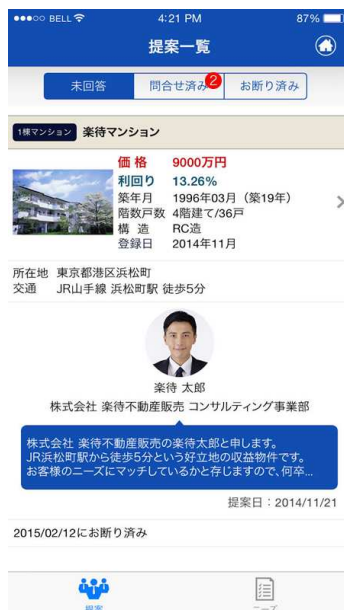 ●●●○○ BELL 4:21 PM 87%
提案一覧
未回答 問合せ済み 2 お断り済み
1棟マンション 楽待マンション
価 格 9000万円
利回り 13.26%
築年月 1996年03月（築19年）
階数戸数 4階建て/36戸
構 造 RC造
登録日 2014年11月
所在地 東京都港区浜松町
交通 JR山手線 浜松町駅 徒歩5分
楽待 太郎
株式会社 楽待不動産販売 コンサルティング事業部
株式会社 楽待不動産販売の楽待太郎と申します。
JR浜松町駅から徒歩5分という好立地の収益物件です。
お客様のニーズにマッチしているかと存じますので、何卒...
提案日：2014/11/21
2015/02/12にお断り済み
提案 ニーズ